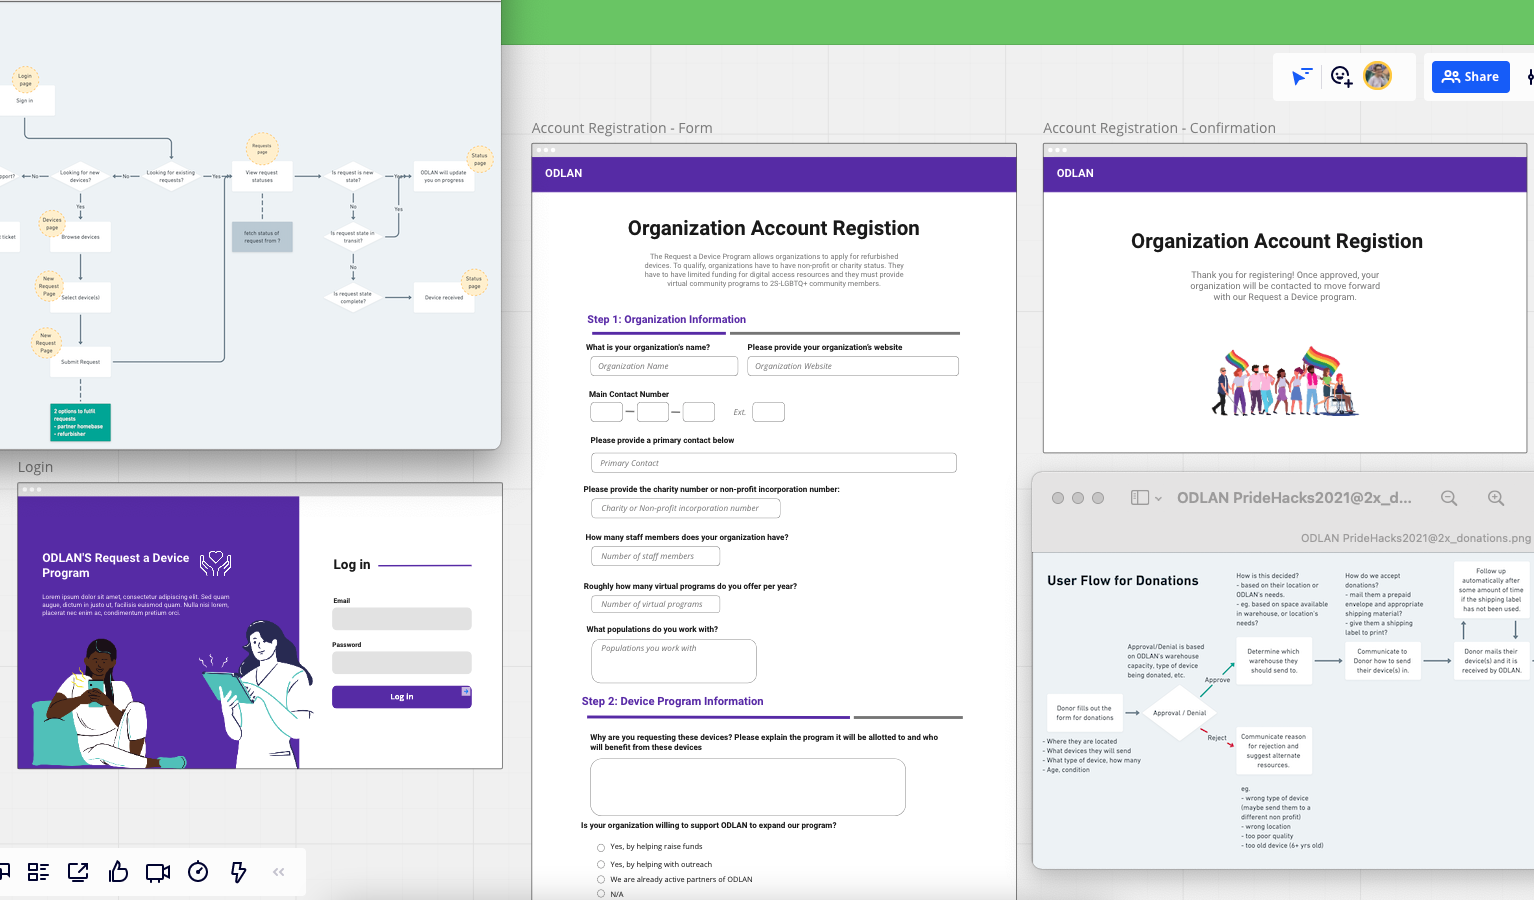 Login
page
Sign in
pport?
No
Looking for new
devices?
No
Looking for existing
requests?
Yes
Requests
page
View request
statuses
Is request is new
state?
Yes
Status
page
ODLAN will update
you on progress
Yes
No
Devices
page
t ticket
Browse devices
fetch status of
request from ?
Is request state in
transit?
No
New
Request
Page
Select device(s)
Is request state
complete?
Status
page
Device received
New
Request
Page
Submit Request
2 options to fulfil
requests
- partner homebase
- refurbisher
Share
Login
ODLAN'S Request a Device
Program
Lorem ipsum dolor sit amet, consectetur adipiscing elit. Sed quam
augue, dictum in justo ut, facilisis euismod quam. Nulla nisi lorem,
placerat nec enim ac, condimentum pretium orci.
Log in
Email
Password
Log In
Account Registration - Form
ODLAN
Organization Account Registion
The Request a Device Program allows organizations to apply for refurbished
devices. To qualify, organizations have to have non-profit or charity status. They
have to have limited funding for digital access resources and they must provide
virtual community programs to 2S-LGBTQ+ community members.
Step 1: Organization Information
What is your organization's name?
Please provide your organization's website
Organization Name
Organization Website
Main Contact Number
Ext.
Please provide a primary contact below
Primary Contact
Please provide the charity number or non-profit incorporation number:
Charity or Non-profit incorporation number
How many staff members does your organization have?
Number of staff members
Roughly how many virtual programs do you offer per year?
Number of virtual programs
What populations do you work with?
Populations you work with
Step 2: Device Program Information
Why are you requesting these devices? Please explain the program it will be allotted to and who
will benefit from these devices
Is your organization willing to support ODLAN to expand our program?
Yes, by helping raise funds
Yes, by helping with outreach
We are already active partners of ODLAN
N/A
Account Registration - Confirmation
ODLAN
Organization Account Registion
Thank you for registering! Once approved, your
organization will be contacted to move forward
with our Request a Device program.
ODLAN PrideHacks2021@2x_d...
ODLAN PrideHacks2021@2x_donations.png
User Flow for Donations
How is this decided?
- based on their location or
ODLAN's needs.
- eg. based on space available
in warehouse, or location's
needs?
How do we accept
donations?
- mail them a prepaid
envelope and appropriate
shipping material?
- give them a shipping
label to print?
Follow up
automatically after
some amount of time
if the shipping label
has not been used.
Approval/Denial is based
on ODLAN's warehouse
capacity, type of device
being donated, etc.
Approve
Determine which
warehouse they
should send to.
Communicate to
Donor how to send
their device(s) in.
Donor mails their
device(s) and it is
received by ODLAN.
Donor fills out the
form for donations
Approval / Denial
- Where they are located
- What devices they will send
- What type of device, how many
- Age, condition
Reject
Communicate reason
for rejection and
suggest alternate
resources.
eg.
- wrong type of device
(maybe send them to a
different non profit)
- wrong location
- too poor quality
- too old device (6+ yrs old)